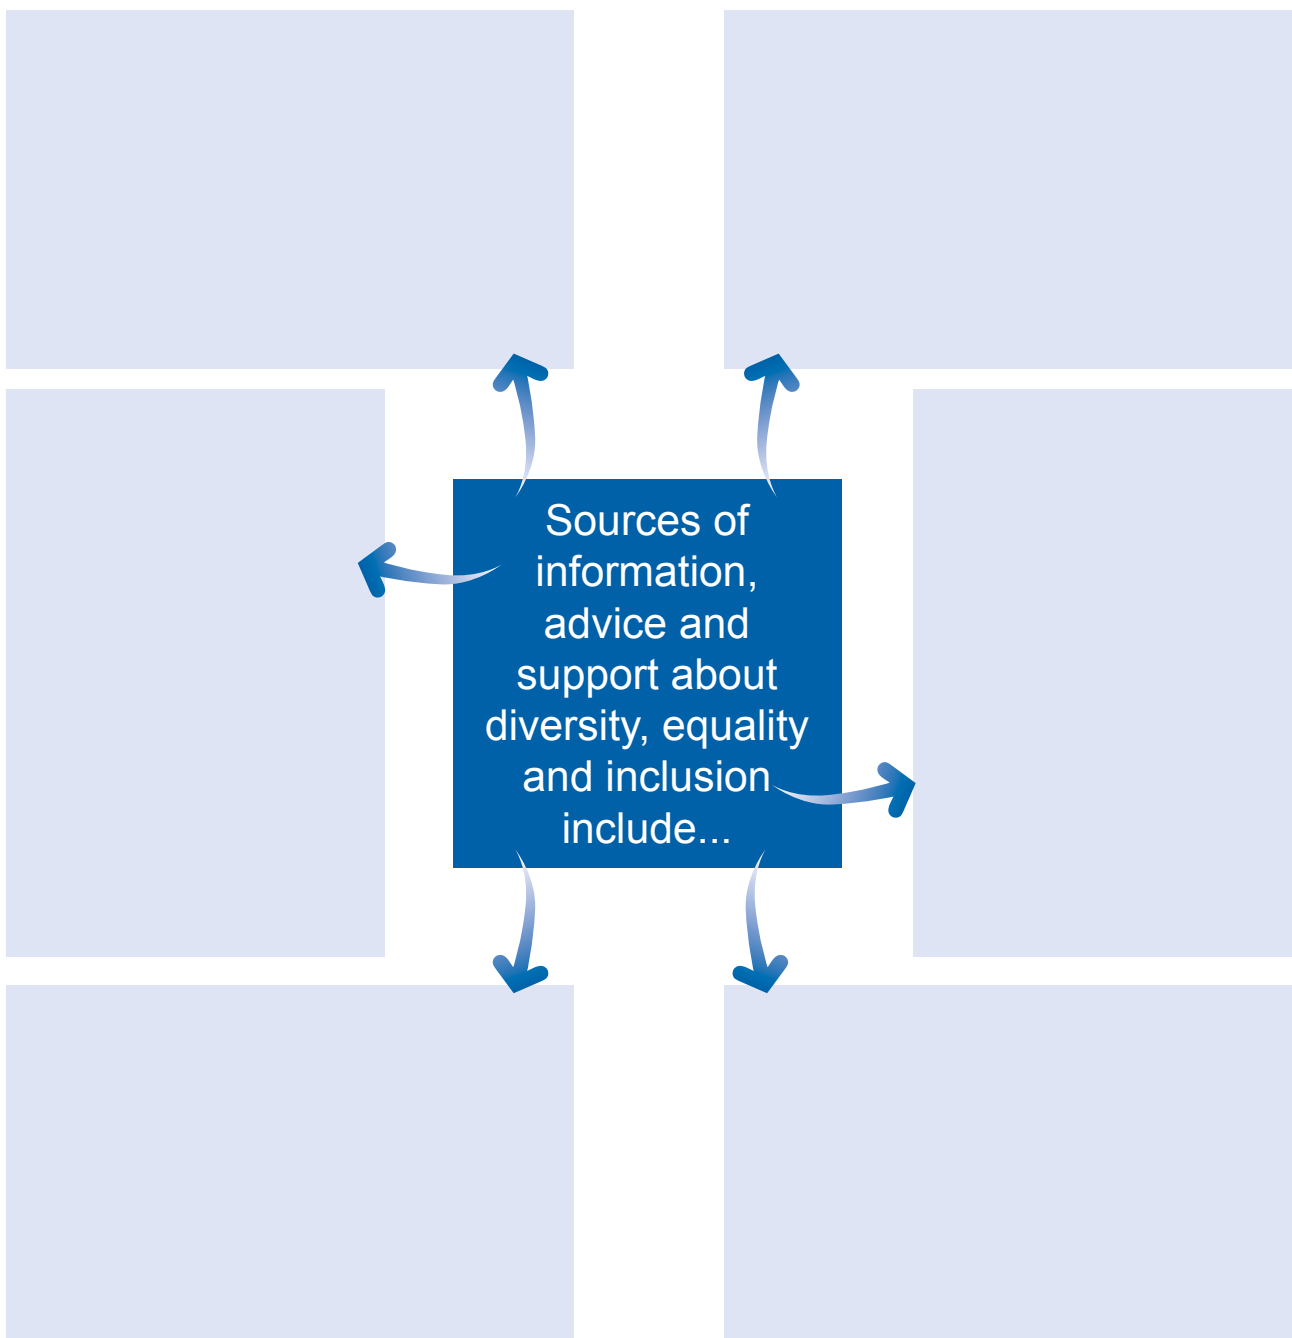 Sources of
information,
advice and
support about
diversity, equality
and inclusion
include...